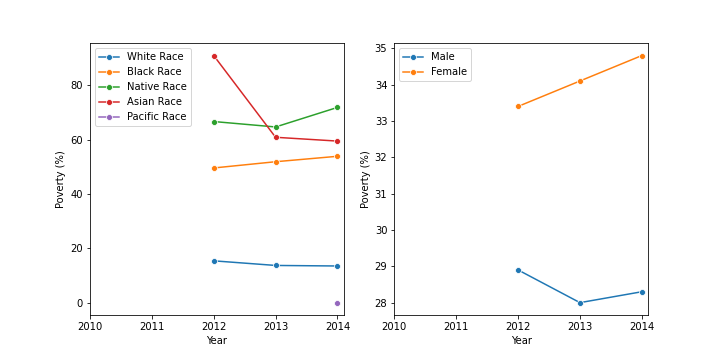 White Race
Black Race
Native Race
Asian Race
Pacific Race
Poverty (%)
80
60
40
20
0
2010 2011 2012 2013 2014
Year
Male
Female
Poverty (%)
35
34
33
32
31
30
29
28
2010 2011 2012 2013 2014
Year